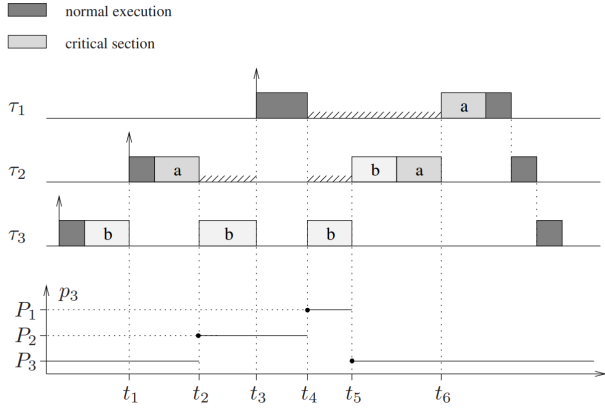 normal execution
critical section
τ1
a
τ2
a
b
a
τ3
b
b
b
p3
P1
P2
P3
t1 t2 t3 t4 t5 t6